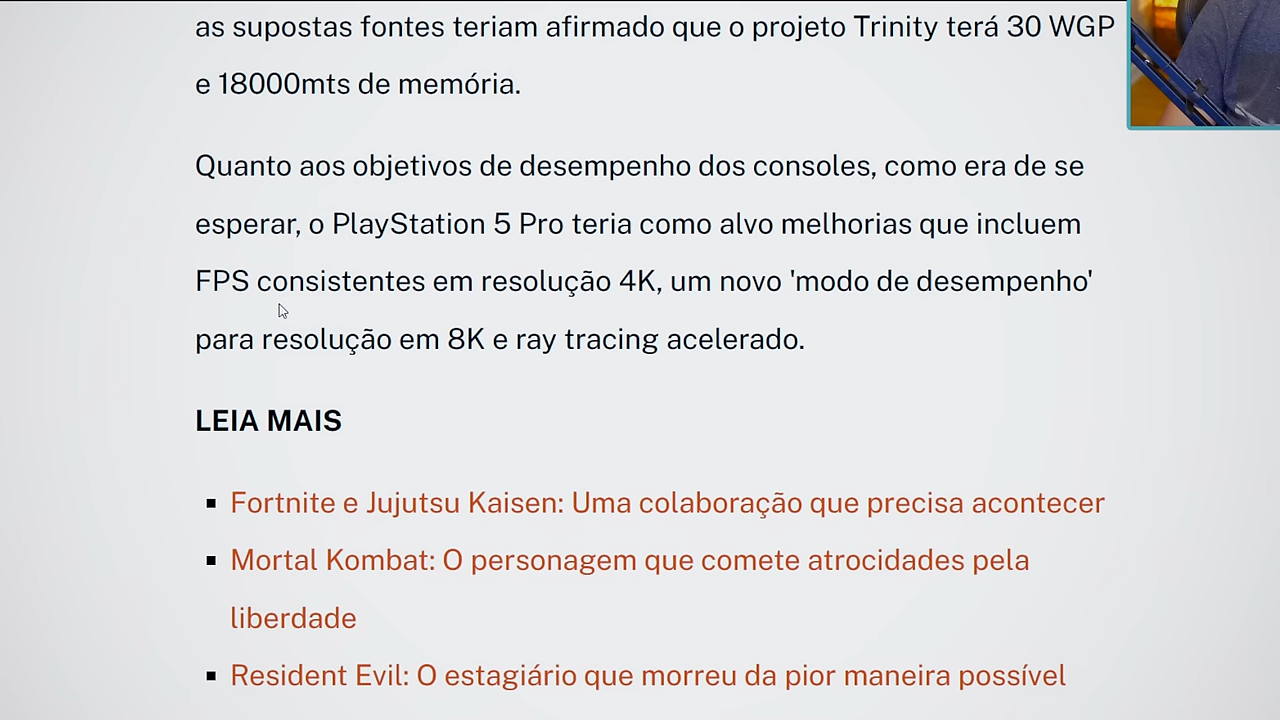 as supostas fontes teriam afirmado que o projeto Trinity terá 30 WGP
e 18000mts de memória.
Quanto aos objetivos de desempenho dos consoles, como era de se
esperar, o PlayStation 5 Pro teria como alvo melhorias que incluem
FPS consistentes em resolução 4K, um novo 'modo de desempenho'
para resolução em 8K e ray tracing acelerado.
LEIA MAIS
Fortnite e Jujutsu Kaisen: Uma colaboração que precisa acontecer
Mortal Kombat: O personagem que comete atrocidades pela
liberdade
Resident Evil: O estagiário que morreu da pior maneira possível